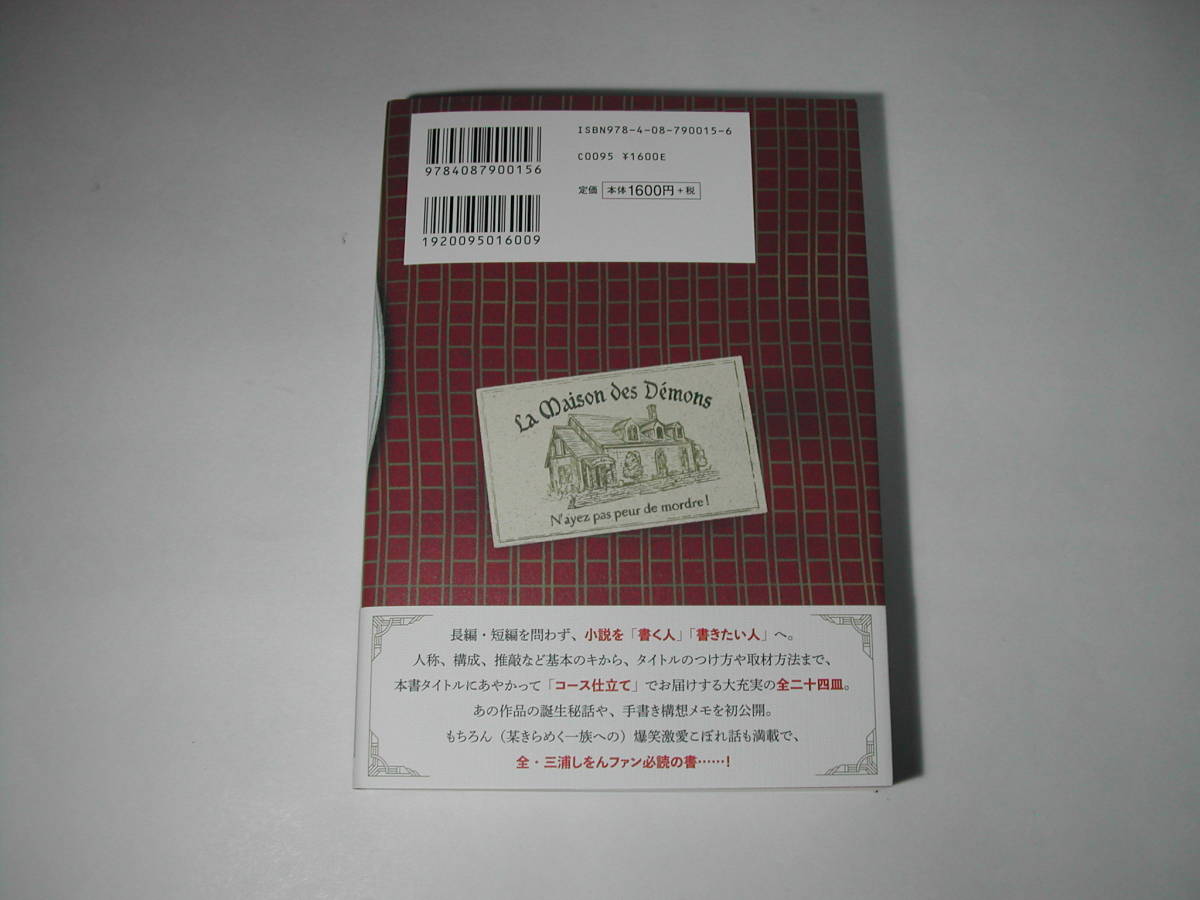 9784087900156
1920095016009
ISBN978-4-08-790015-6
C0095 ¥1600E
定価 本体1600円+税
La Maison des Démons
N'ayez pas peur de mordre !
長編・短編を問わず、小説を「書く人」「書きたい人」へ。
人称、構成、推敲など基本のキから、タイトルのつけ方や取材方法まで、
本書タイトルにあやかって「コース仕立て」でお届けする大充実の全二十四皿。
あの作品の誕生秘話や、手書き構想メモを初公開。
もちろん(某きらめく一族への)爆笑激愛こぼれ話も満載で、
全・三浦しをんファン必読の書……!